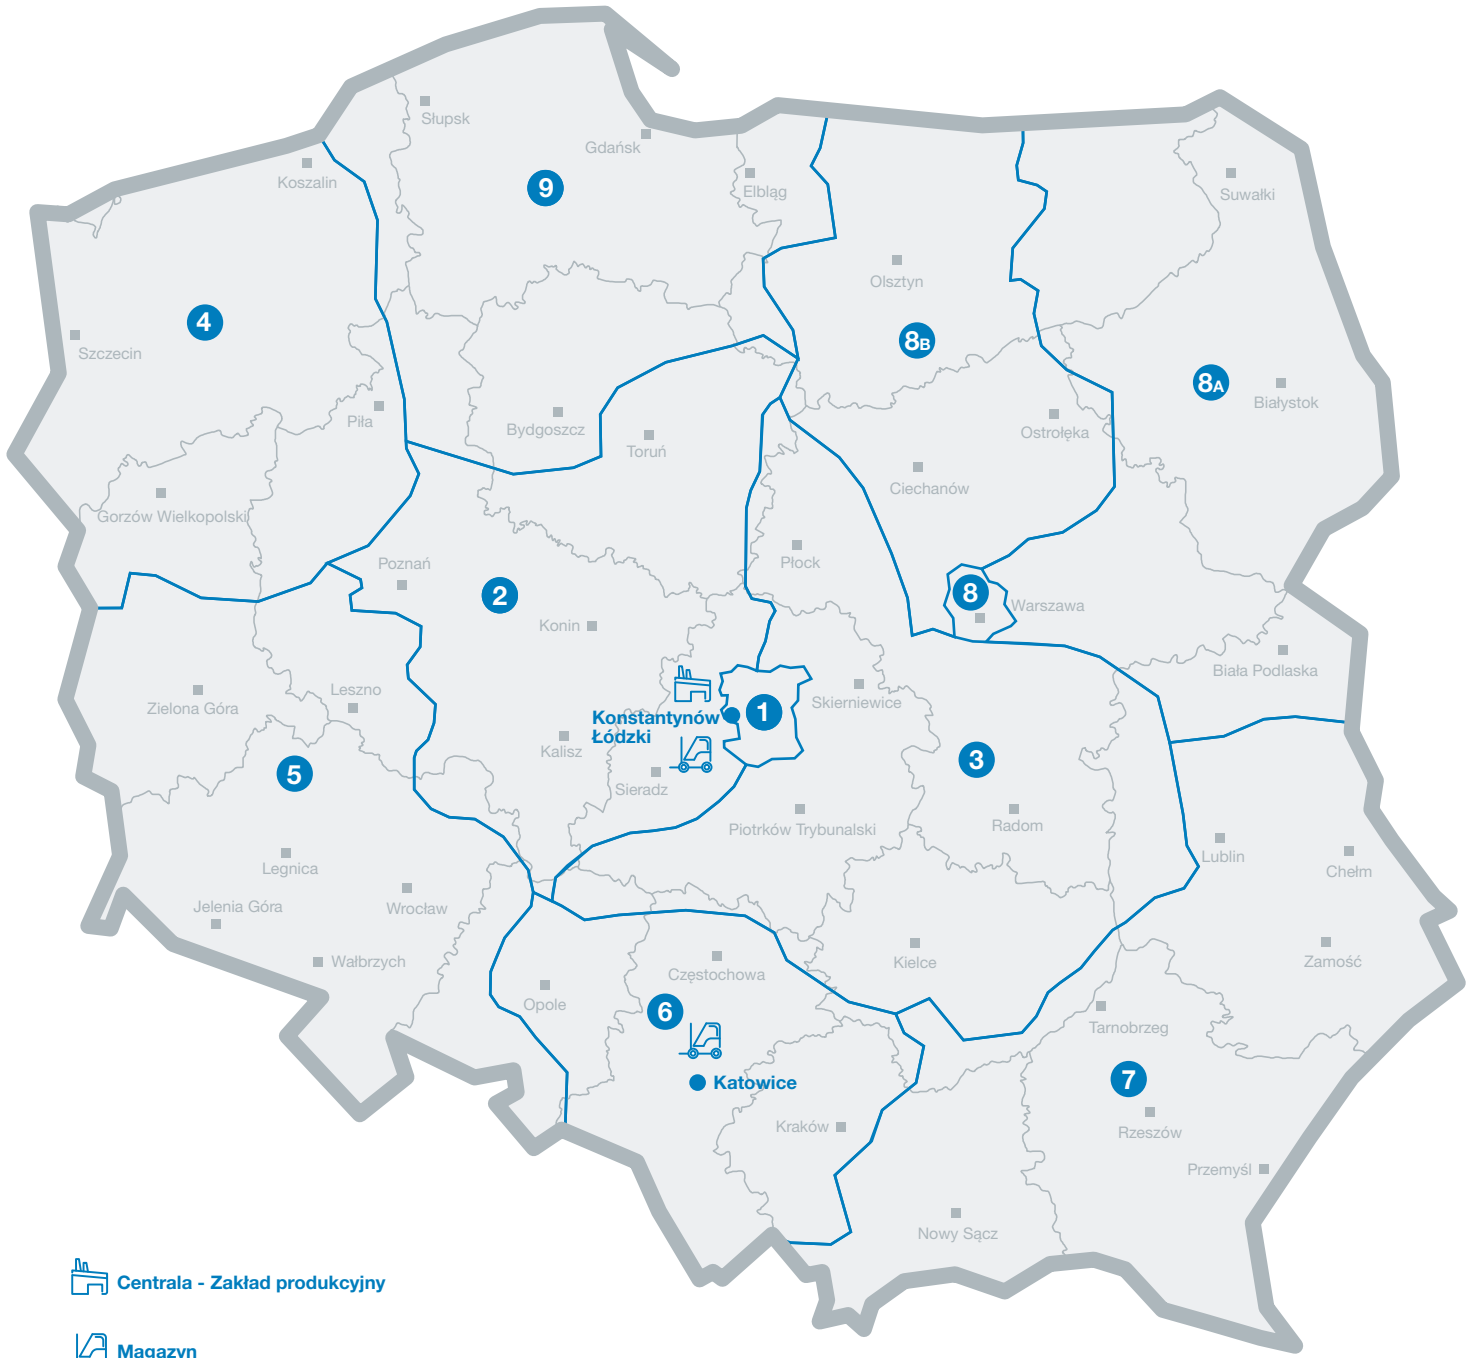 Słupsk
Gdańsk
Koszalin
9
Elbląg
Suwałki
Olsztyn
4
8B
Szczecin
8A
Białystok
Piła
Bydgoszcz
Toruń
Ostrołęka
Ciechanów
Gorzów Wielkopolski
Płock
Poznań
2
8
Warszawa
Konin
Biała Podlaska
Leszno
Zielona Góra
Skierniewice
Konstantynów
Łódzki
1
Kalisz
3
5
Sieradz
Radom
Piotrków Trybunalski
Lublin
Chełm
Legnica
Jelenia Góra
Wrocław
Wałbrzych
Kielce
Zamość
Częstochowa
Opole
6
Tarnobrzeg
Katowice
7
Kraków
Rzeszów
Przemyśl
Nowy Sącz
Centrala - Zakład produkcyjny
Magazyn